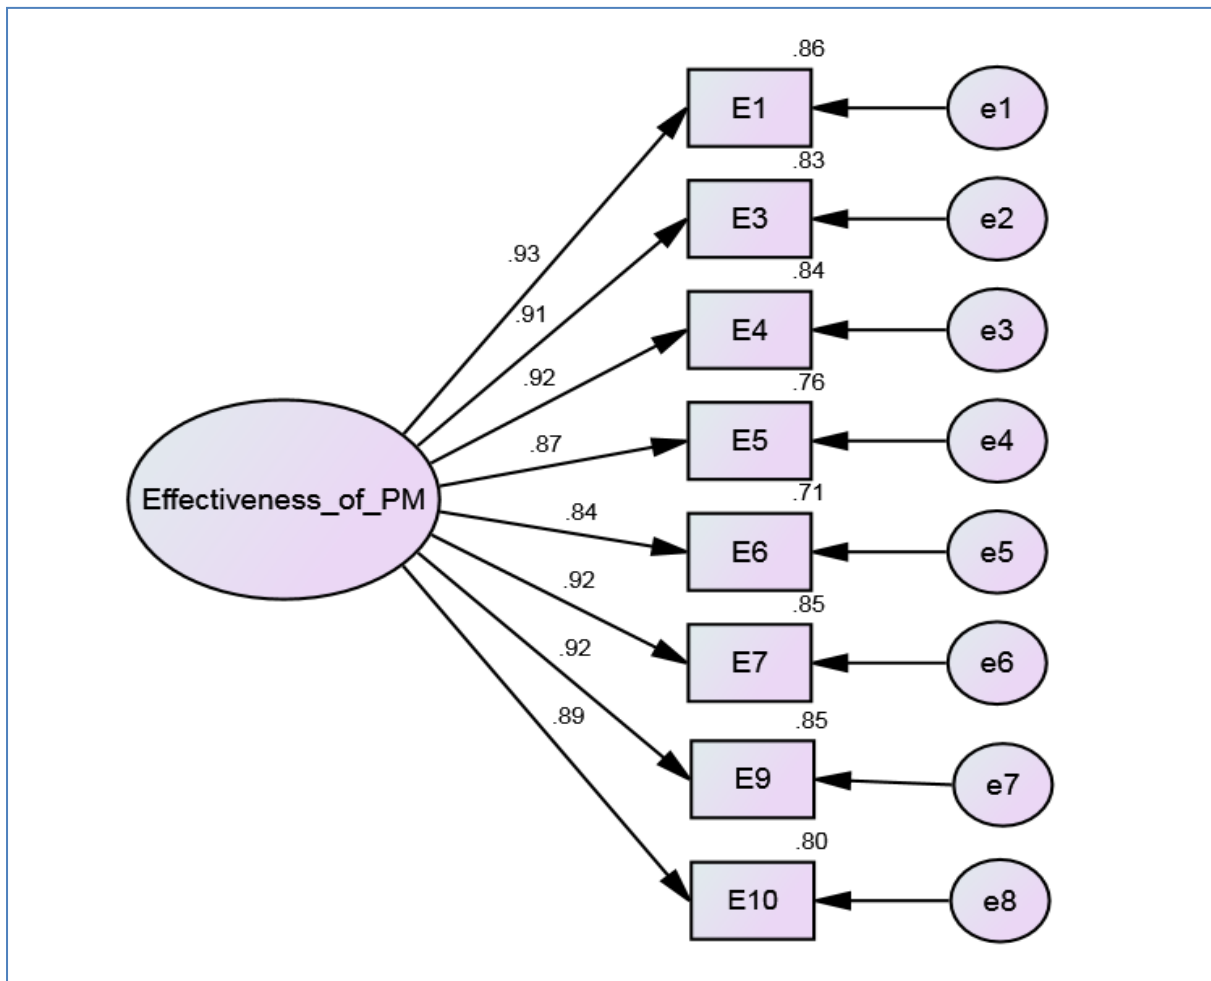 .86
E1
e1
.83
E3
e2
.93
.84
.91
E4
e3
.92
.76
.87
E5
e4
.71
Effectiveness_of_PM
.84
E6
e5
.92
.85
E7
e6
.92
.85
.89
E9
e7
.80
E10
e8